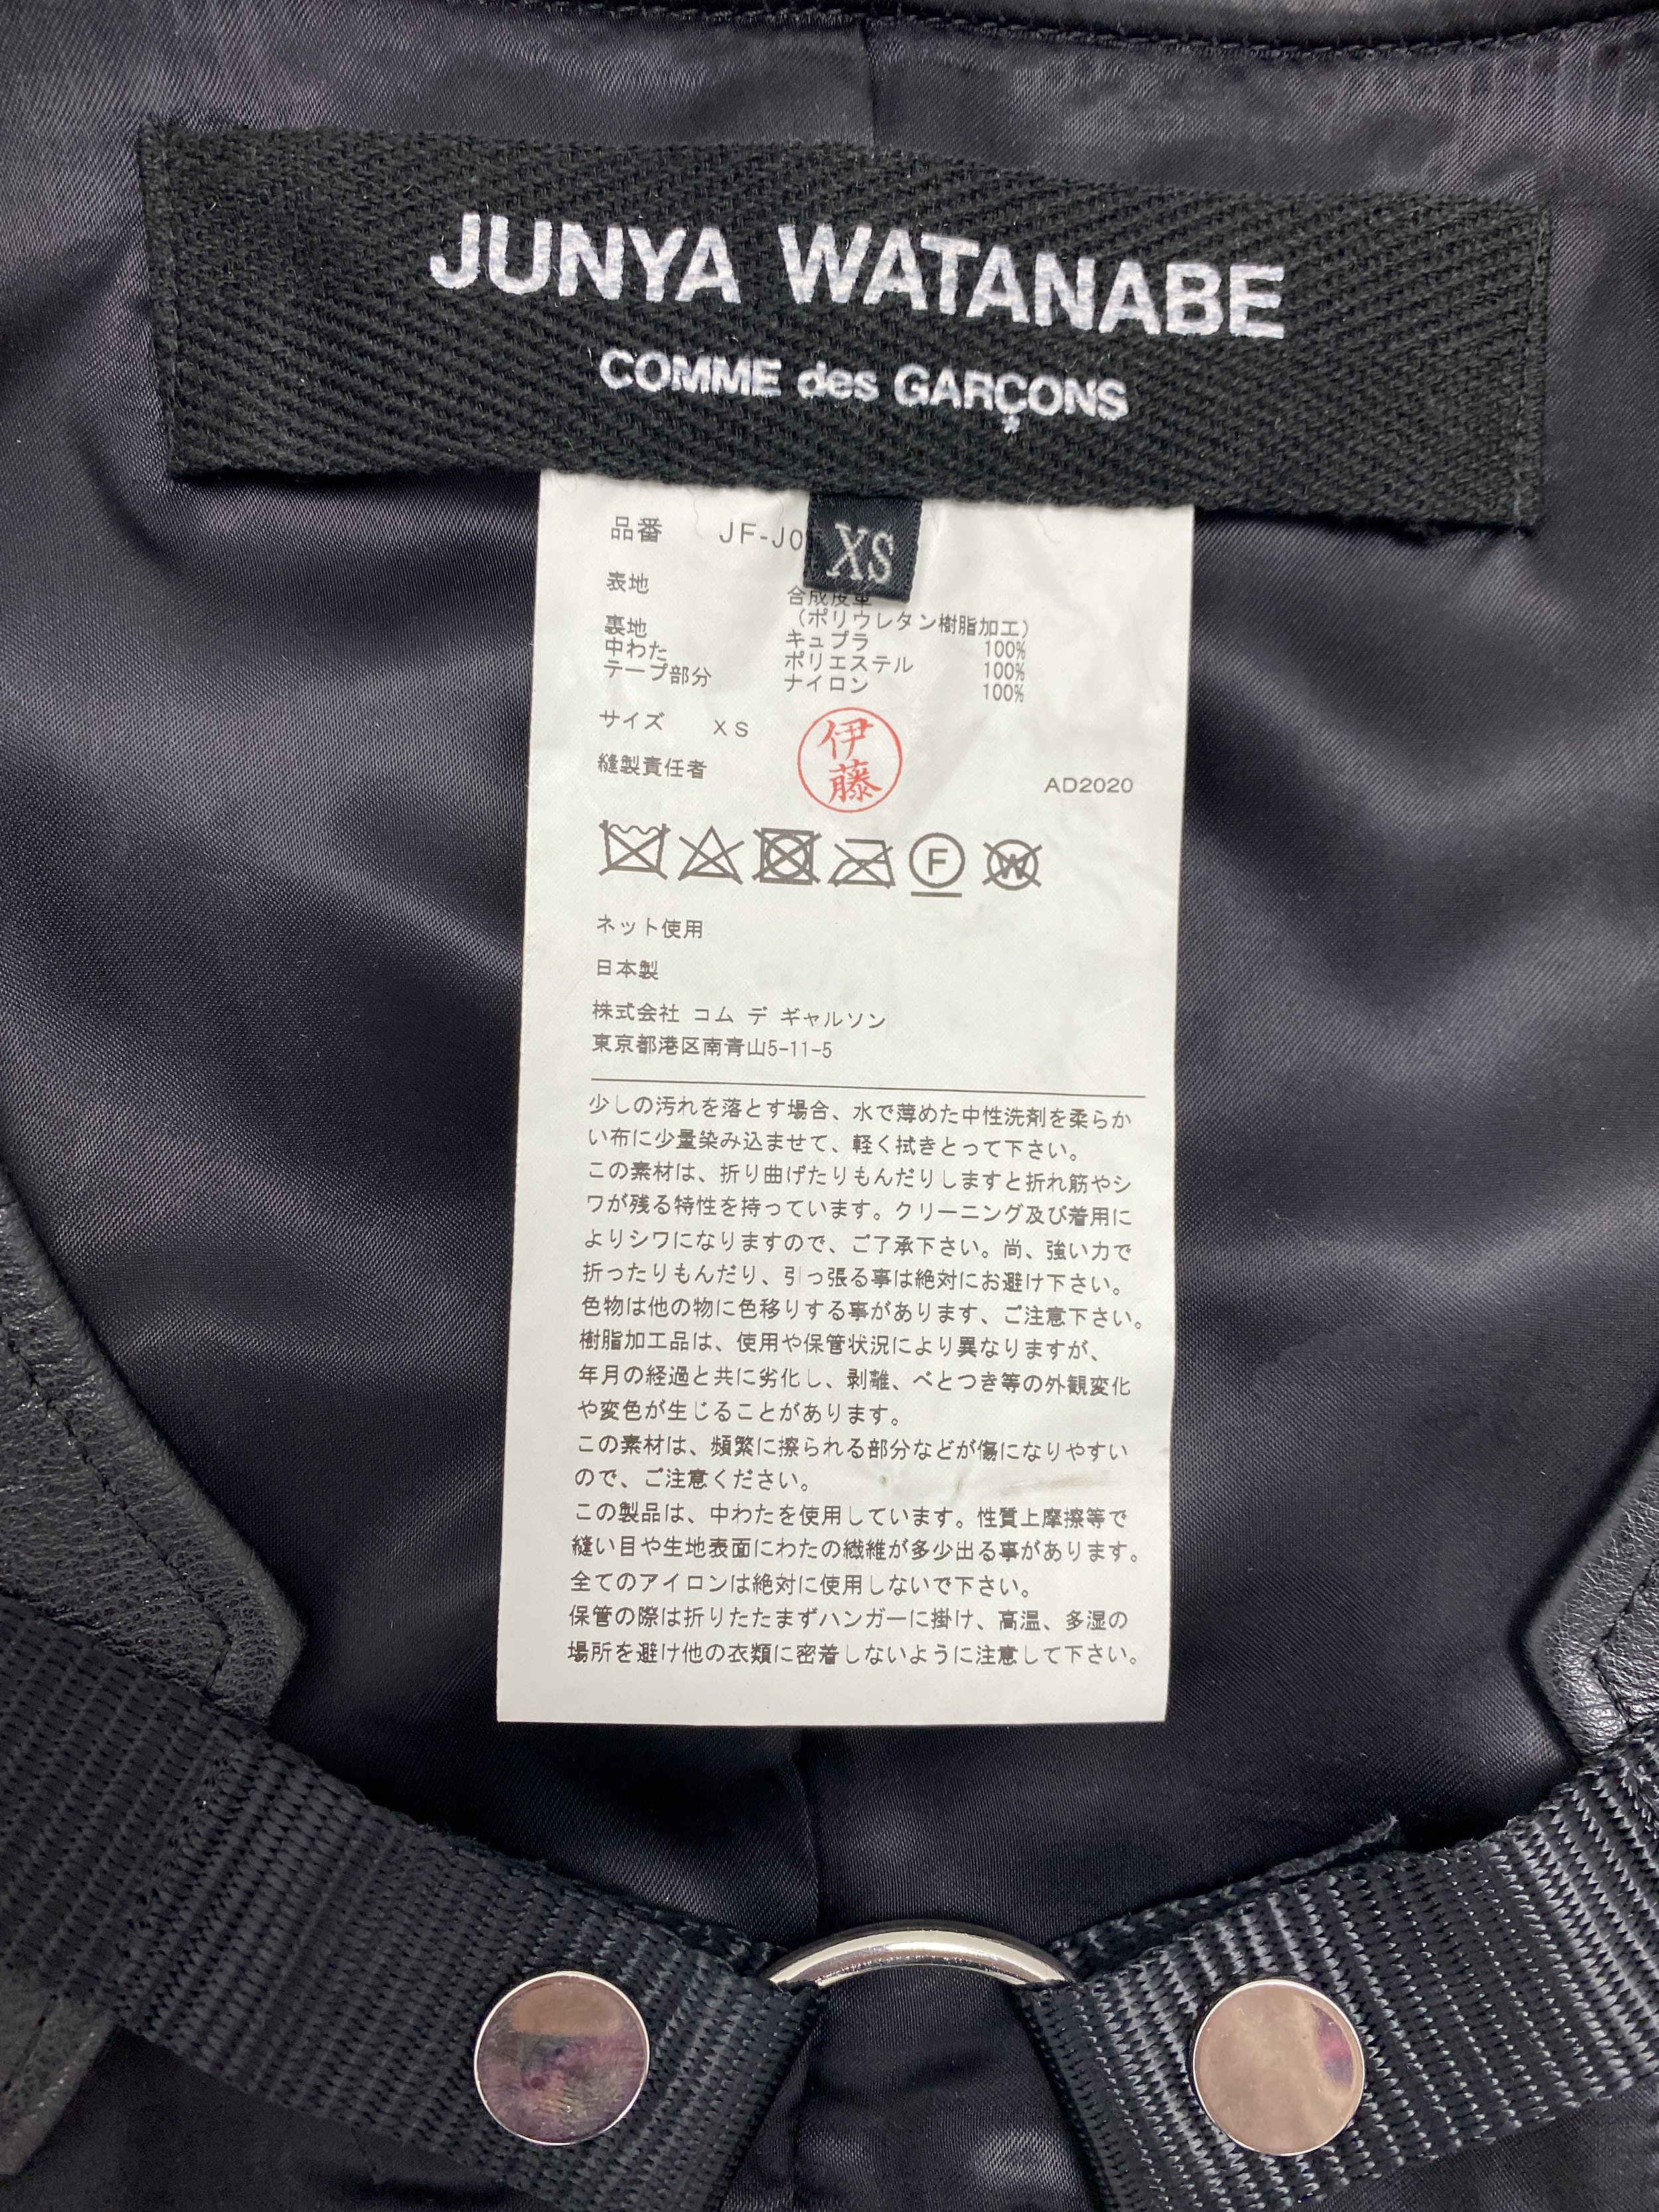 JUNYA WATANABE
COMME des GARÇONS
XS
品番 JF-J0
表地 合成皮革
(ポリウレタン樹脂加工)
裏地 キュプラ 100%
中わた ポリエステル 100%
テープ部分 ナイロン 100%
サイズ XS
縫製責任者 伊藤 AD2020
F W
ネット使用
日本製
株式会社 コム デ ギャルソン
東京都港区南青山5-11-5
少しの汚れを落とす場合、水で薄めた中性洗剤を柔らか
い布に少量染み込ませて、軽く拭きとって下さい。
この素材は、折り曲げたりもんだりしますと折れ筋やシ
ワが残る特性を持っています。クリーニング及び着用に
よりシワになりますので、ご了承下さい。尚、強い力で
折ったりもんだり、引っ張る事は絶対にお避け下さい。
色物は他の物に色移りする事があります、ご注意下さい。
樹脂加工品は、使用や保管状況により異なりますが、
年月の経過と共に劣化し、剥離、べとつき等の外観変化
や変色が生じることがあります。
この素材は、頻繁に擦られる部分などが傷になりやすい
ので、ご注意ください。
この製品は、中わたを使用しています。性質上摩擦等で
縫い目や生地表面にわたの繊維が多少出る事があります。
全てのアイロンは絶対に使用しないで下さい。
保管の際は折りたたまずハンガーに掛け、高温、多湿の
場所を避け他の衣類に密着しないように注意して下さい。